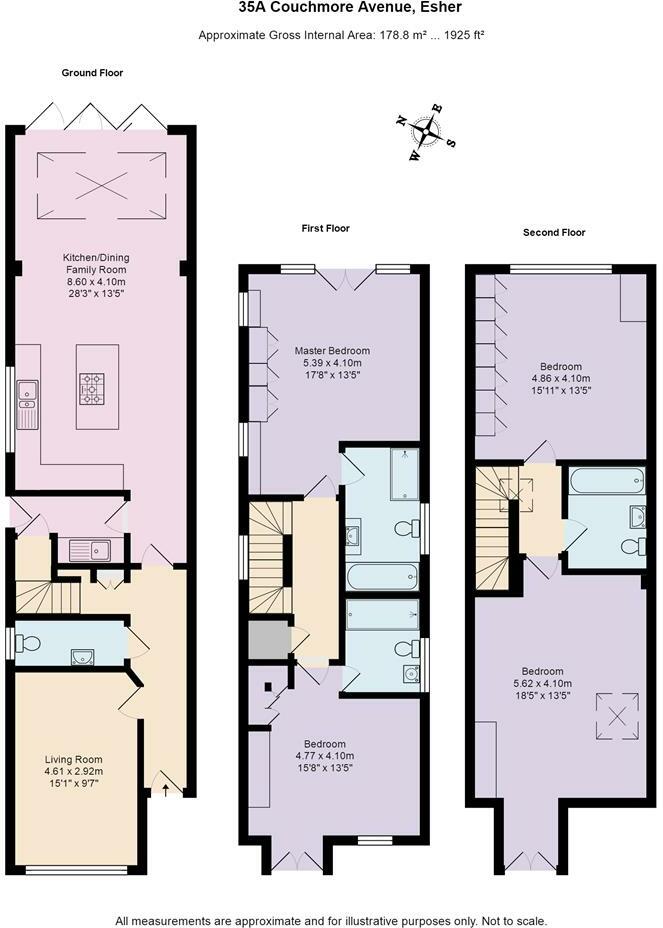 35A Couchmore Avenue, Esher
Approximate Gross Internal Area: 178.8 m² ... 1925 ft²
Ground Floor
N
E
S
W
First Floor
Second Floor
Kitchen/Dining
Family Room
8.60 x 4.10m
28'3" x 13'5"
Master Bedroom
5.39 x 4.10m
17'8" x 13'5"
Bedroom
4.86 x 4.10m
15'11" x 13'5"
Living Room
4.61 x 2.92m
15'1" x 9'7"
Bedroom
4.77 x 4.10m
15'8" x 13'5"
Bedroom
5.62 x 4.10m
18'5" x 13'5"
All measurements are approximate and for illustrative purposes only. Not to scale.